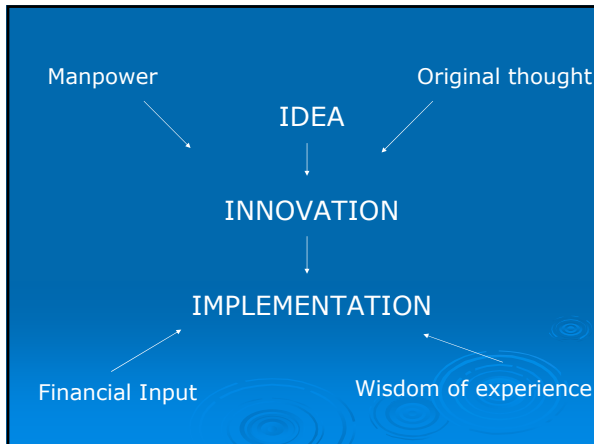 Manpower
Original thought
IDEA
INNOVATION
IMPLEMENTATION
Financial Input
Wisdom of experience